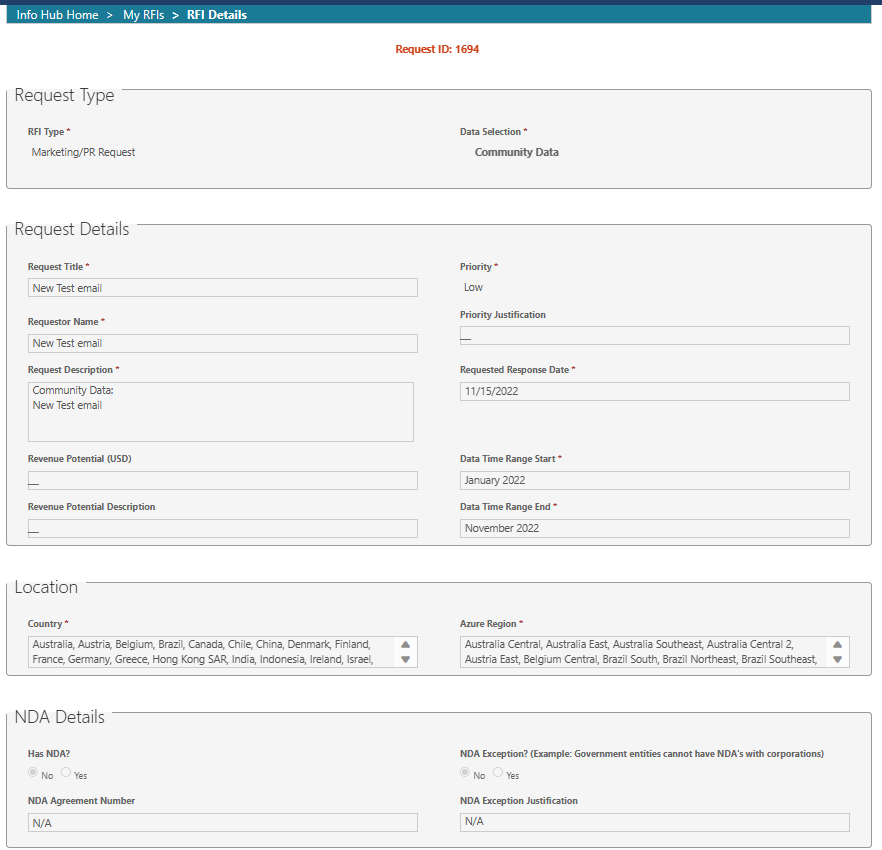 Info Hub Home > My RFIs > RFI Details
Request ID: 1694
Request Type
RFI Type *
Marketing/PR Request
Data Selection *
Community Data
Request Details
Request Title *
New Test email
Priority *
Low
Requestor Name *
New Test email
Priority Justification
__
Request Description *
Community Data:
New Test email
Requested Response Date *
11/15/2022
Revenue Potential (USD)
__
Data Time Range Start *
January 2022
Revenue Potential Description
__
Data Time Range End *
November 2022
Location
Country *
Australia, Austria, Belgium, Brazil, Canada, Chile, China, Denmark, Finland,
France, Germany, Greece, Hong Kong SAR, India, Indonesia, Ireland, Israel,
Azure Region *
Australia Central, Australia East, Australia Southeast, Australia Central 2,
Austria East, Belgium Central, Brazil South, Brazil Northeast, Brazil Southeast,
NDA Details
Has NDA?
No Yes
NDA Exception? (Example: Government entities cannot have NDA's with corporations)
No Yes
NDA Agreement Number
N/A
NDA Exception Justification
N/A